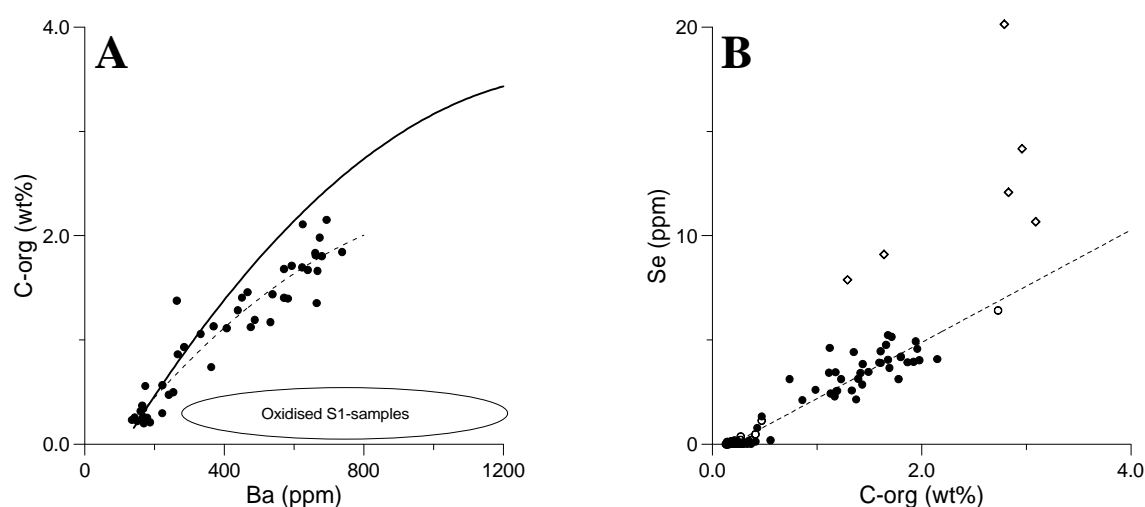 A
4.0
2.0
0.0
C-org (wt%)
Oxidised S1-samples
0
400
800
1200
Ba (ppm)
B
20
10
0
Se (ppm)
0.0
2.0
4.0
C-org (wt%)